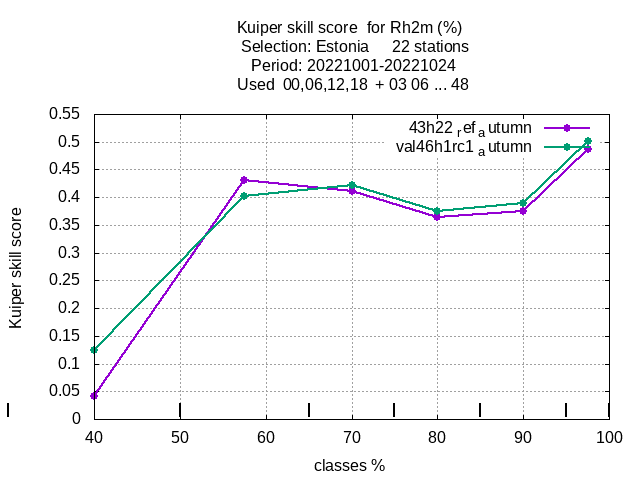 Kuiper skill score  for Rh2m (%)
Selection: Estonia     22 stations
Period: 20221001-20221024
Used  00,06,12,18  + 03 06 ... 48
43h22 ref autumn
val46h1rc1 autumn
0.55
0.5
0.45
0.4
0.35
0.3
0.25
0.2
0.15
0.1
0.05
0
Kuiper skill score
40 50 60 70 80 90 100
classes %